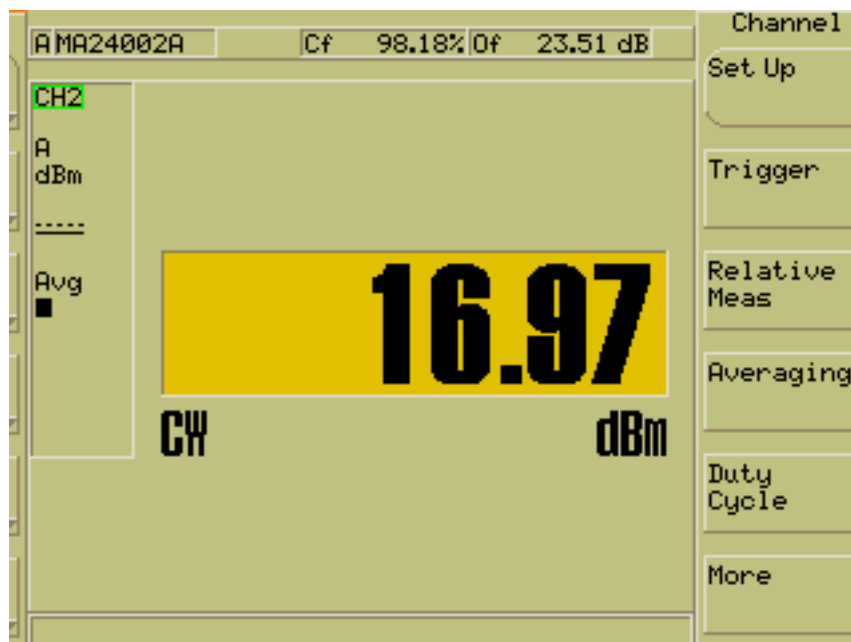 A MA24002A Cf 98.18% Of 23.51 dB
CH2
A
dBm
-----
Avg
16.97
CW dBm
Channel
Set Up
Trigger
Relative
Meas
Averaging
Duty
Cycle
More